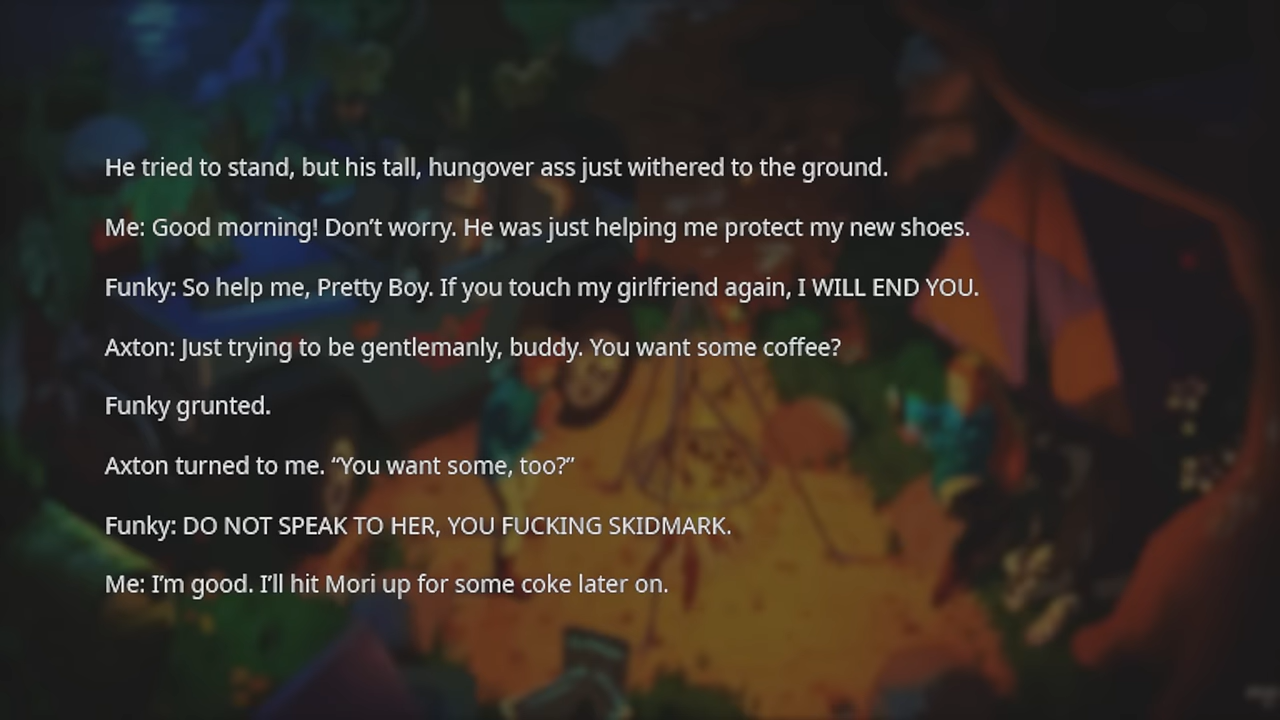 He tried to stand, but his tall, hungover ass just withered to the ground.
Me: Good morning! Don’t worry. He was just helping me protect my new shoes.
Funky: So help me, Pretty Boy. If you touch my girlfriend again, I WILL END YOU.
Axton: Just trying to be gentlemanly, buddy. You want some coffee?
Funky grunted.
Axton turned to me. “You want some, too?”
Funky: DO NOT SPEAK TO HER, YOU FUCKING SKIDMARK.
Me: I’m good. I’ll hit Mori up for some coke later on.